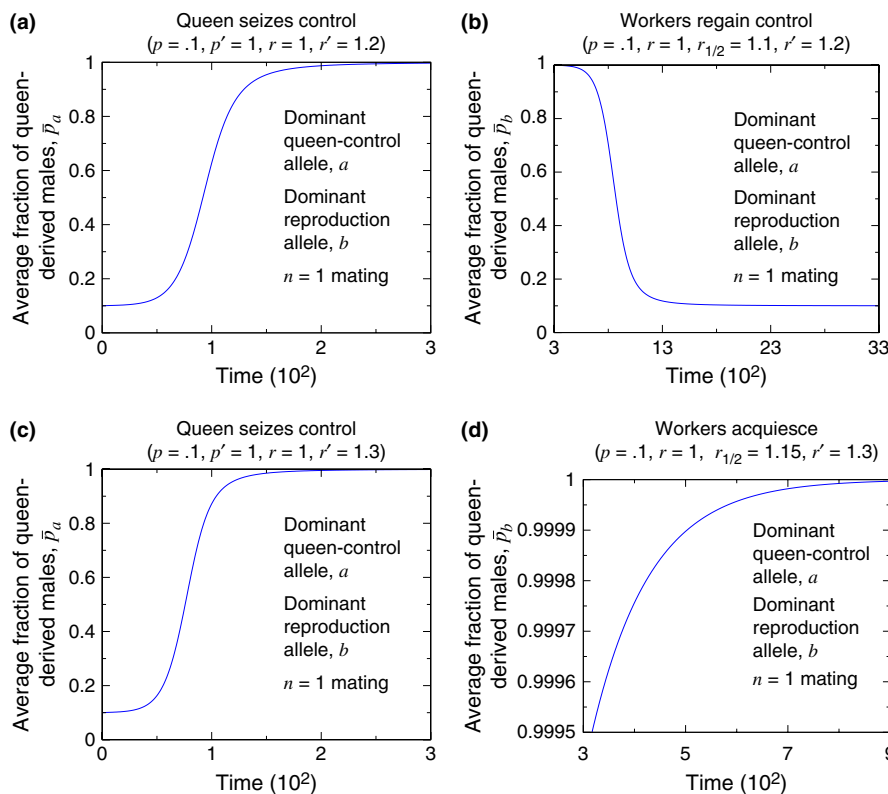 (a)
Queen seizes control
(p = .1, p′ = 1, r = 1, r′ = 1.2)
Average fraction of queen-
derived males, p̄a
1
0.8
0.6
0.4
0.2
0
Dominant
queen-control
allele, a
Dominant
reproduction
allele, b
n = 1 mating
0 1 2 3
Time (10²)
(b)
Workers regain control
(p = .1, r = 1, r1/2 = 1.1, r′ = 1.2)
Average fraction of queen-
derived males, p̄b
1
0.8
0.6
0.4
0.2
0
Dominant
queen-control
allele, a
Dominant
reproduction
allele, b
n = 1 mating
3 13 23 33
Time (10²)
(c)
Queen seizes control
(p = .1, p′ = 1, r = 1, r′ = 1.3)
Average fraction of queen-
derived males, p̄a
1
0.8
0.6
0.4
0.2
0
Dominant
queen-control
allele, a
Dominant
reproduction
allele, b
n = 1 mating
0 1 2 3
Time (10²)
(d)
Workers acquiesce
(p = .1, r = 1, r1/2 = 1.15, r′ = 1.3)
Average fraction of queen-
derived males, p̄b
1
0.9999
0.9998
0.9997
0.9996
0.9995
Dominant
queen-control
allele, a
Dominant
reproduction
allele, b
n = 1 mating
3 5 7 9
Time (10²)